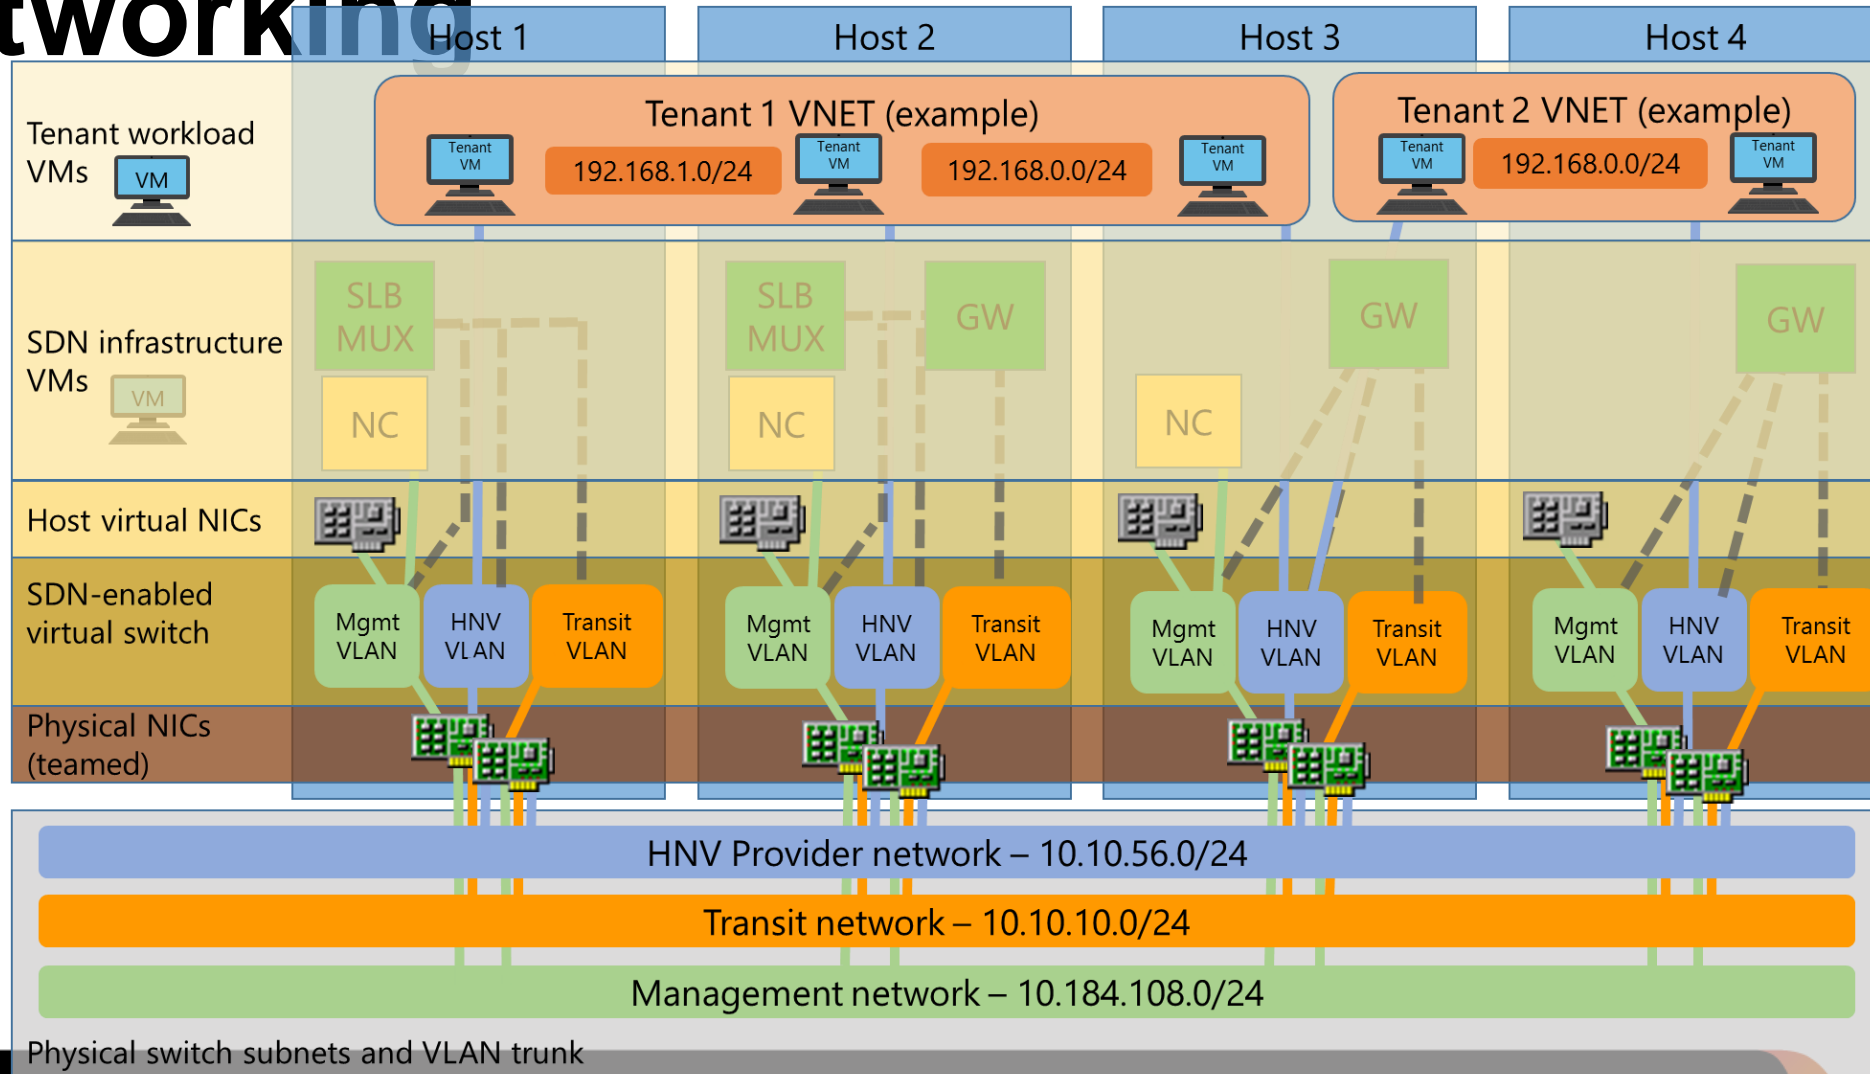 tworking
Host 1
Host 2
Host 3
Host 4
Tenant workload
VMs
VM
Tenant 1 VNET (example)
Tenant
VM
192.168.1.0/24
Tenant
VM
192.168.0.0/24
Tenant
VM
Tenant 2 VNET (example)
Tenant
VM
192.168.0.0/24
Tenant
VM
SDN infrastructure
VMs
VM
SLB
MUX
NC
SLB
MUX
GW
NC
GW
NC
GW
Host virtual NICs
SDN-enabled
virtual switch
Mgmt
VLAN
HNV
VLAN
Transit
VLAN
Mgmt
VLAN
HNV
VLAN
Transit
VLAN
Mgmt
VLAN
HNV
VLAN
Transit
VLAN
Mgmt
VLAN
HNV
VLAN
Transit
VLAN
Physical NICs
(teamed)
HNV Provider network – 10.10.56.0/24
Transit network – 10.10.10.0/24
Management network – 10.184.108.0/24
Physical switch subnets and VLAN trunk